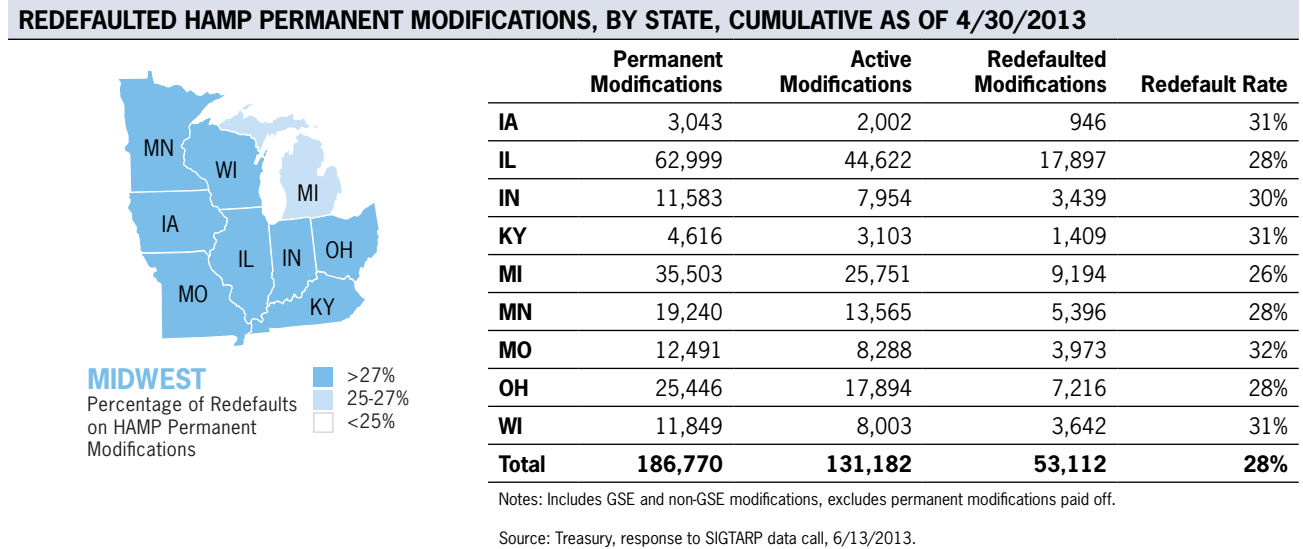 REDEFAULTED HAMP PERMANENT MODIFICATIONS, BY STATE, CUMULATIVE AS OF 4/30/2013
MN
WI
MI
IA
IL
IN
OH
MO
KY
MIDWEST
Percentage of Redefaults
on HAMP Permanent
Modifications
>27%
25-27%
<25%
Permanent Modifications Active Modifications Redefaulted Modifications Redefault Rate
IA 3,043 2,002 946 31%
IL 62,999 44,622 17,897 28%
IN 11,583 7,954 3,439 30%
KY 4,616 3,103 1,409 31%
MI 35,503 25,751 9,194 26%
MN 19,240 13,565 5,396 28%
MO 12,491 8,288 3,973 32%
OH 25,446 17,894 7,216 28%
WI 11,849 8,003 3,642 31%
Total 186,770 131,182 53,112 28%
Notes: Includes GSE and non-GSE modifications, excludes permanent modifications paid off.
Source: Treasury, response to SIGTARP data call, 6/13/2013.